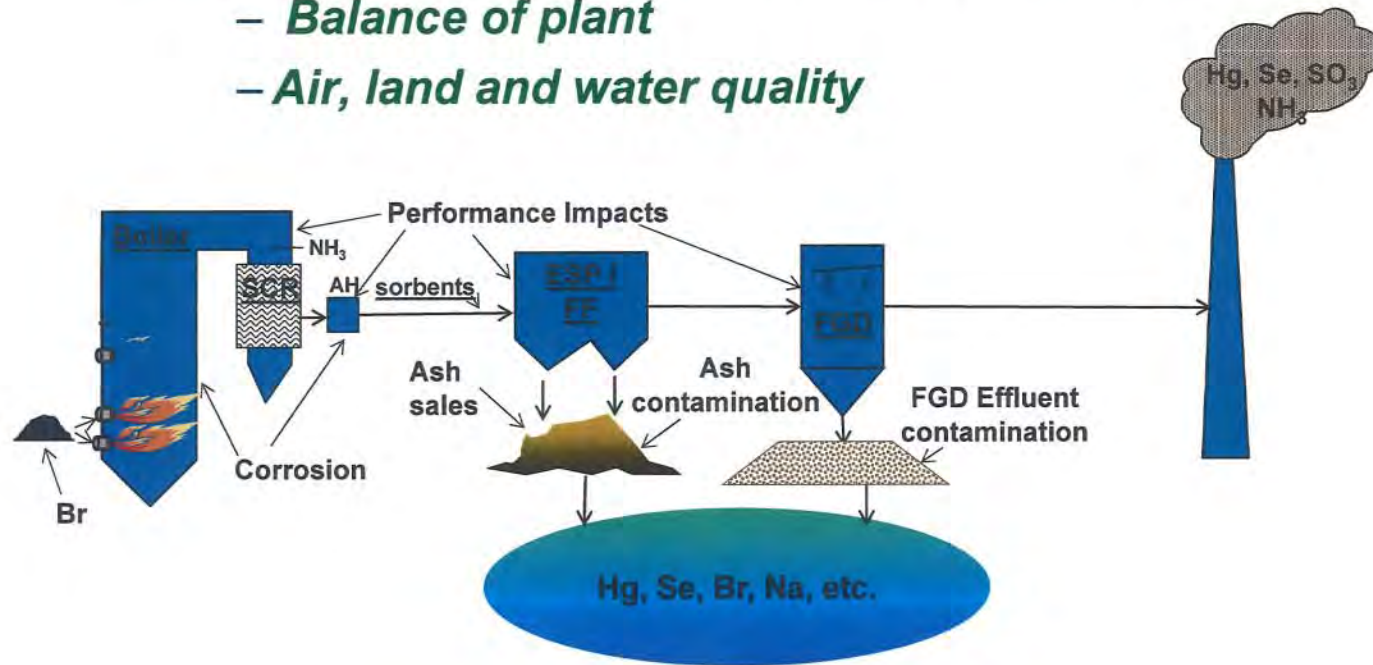 – Balance of plant
– Air, land and water quality
Hg, Se, SO₃
NH₃
Performance Impacts
Boiler
NH₃
SCR
AH
sorbents
ESP /
FF
FGD
Ash
sales
Ash
contamination
FGD Effluent
contamination
Corrosion
Br
Hg, Se, Br, Na, etc.